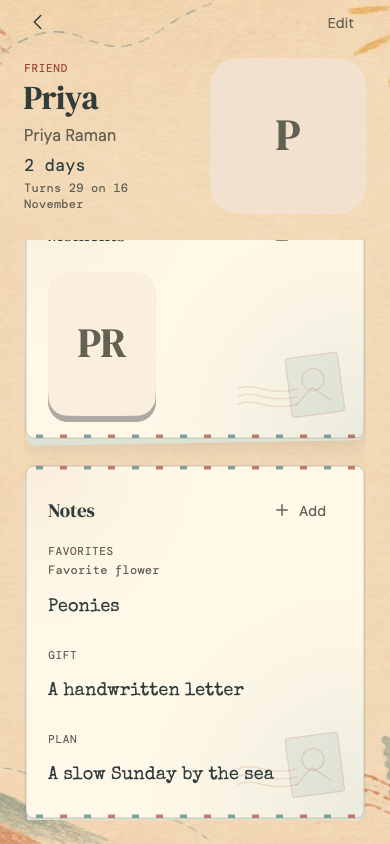 Edit
FRIEND
Priya
Priya Raman
2 days
Turns 29 on 16
November
P
PR
Notes
+ Add
FAVORITES
Favorite flower
Peonies
GIFT
A handwritten letter
PLAN
A slow Sunday by the sea